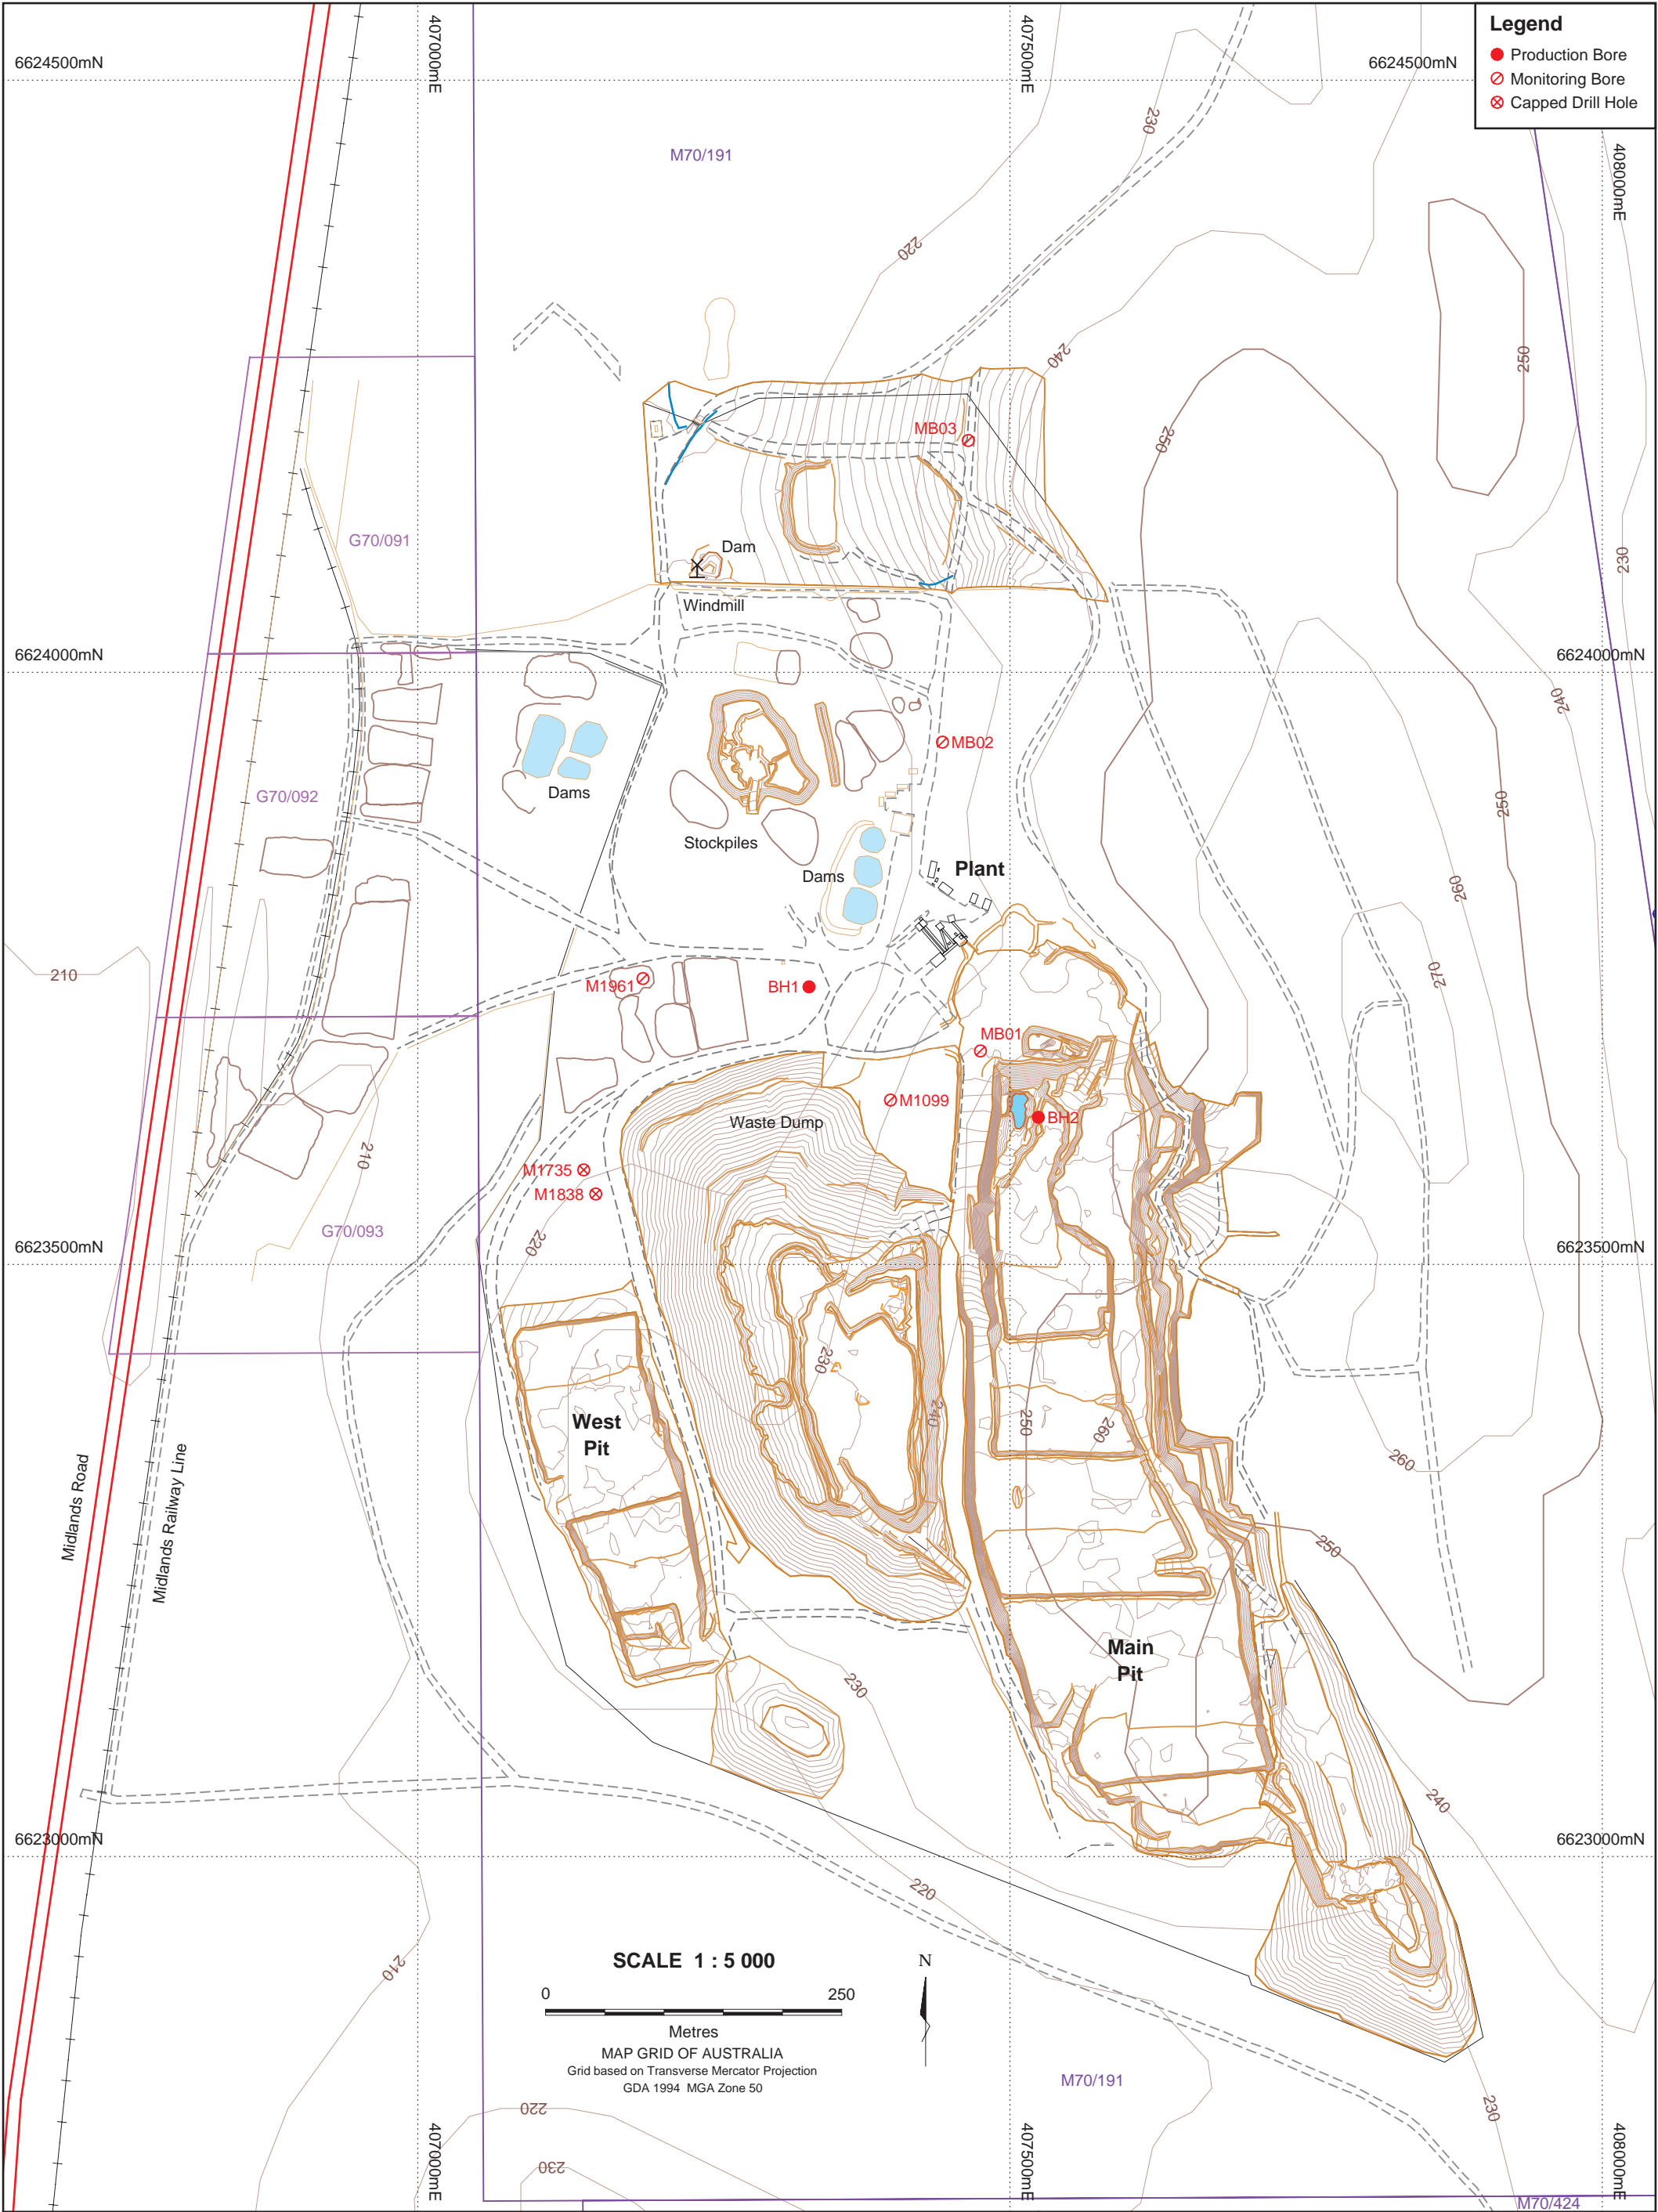 Legend
Production Bore
Monitoring Bore
Capped Drill Hole
6624500mN
407000mE
407500mE
6624500mN
408000mE
M70/191
230
220
240
250
250
MB03
G70/091
Dam
Windmill
230
6624000mN
6624000mN
240
MB02
G70/092
Dams
Stockpiles
Dams
Plant
250
260
270
210
M1961
BH1
MB01
M1099
BH2
Waste Dump
210
M1735
M1838
G70/093
220
6623500mN
6623500mN
230
240
250
260
West
Pit
260
Midlands Road
Midlands Railway Line
250
Main
Pit
230
240
6623000mN
6623000mN
220
210
SCALE 1 : 5 000
0
250
Metres
MAP GRID OF AUSTRALIA
Grid based on Transverse Mercator Projection
GDA 1994 MGA Zone 50
N
M70/191
220
230
230
407000mE
407500mE
408000mE
M70/424